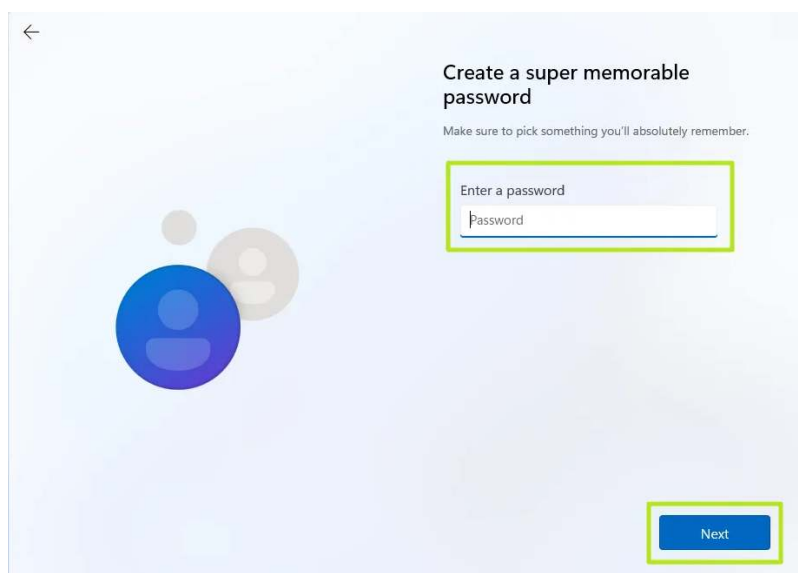 Create a super memorable
password
Make sure to pick something you'll absolutely remember.
Enter a password
Password
Next